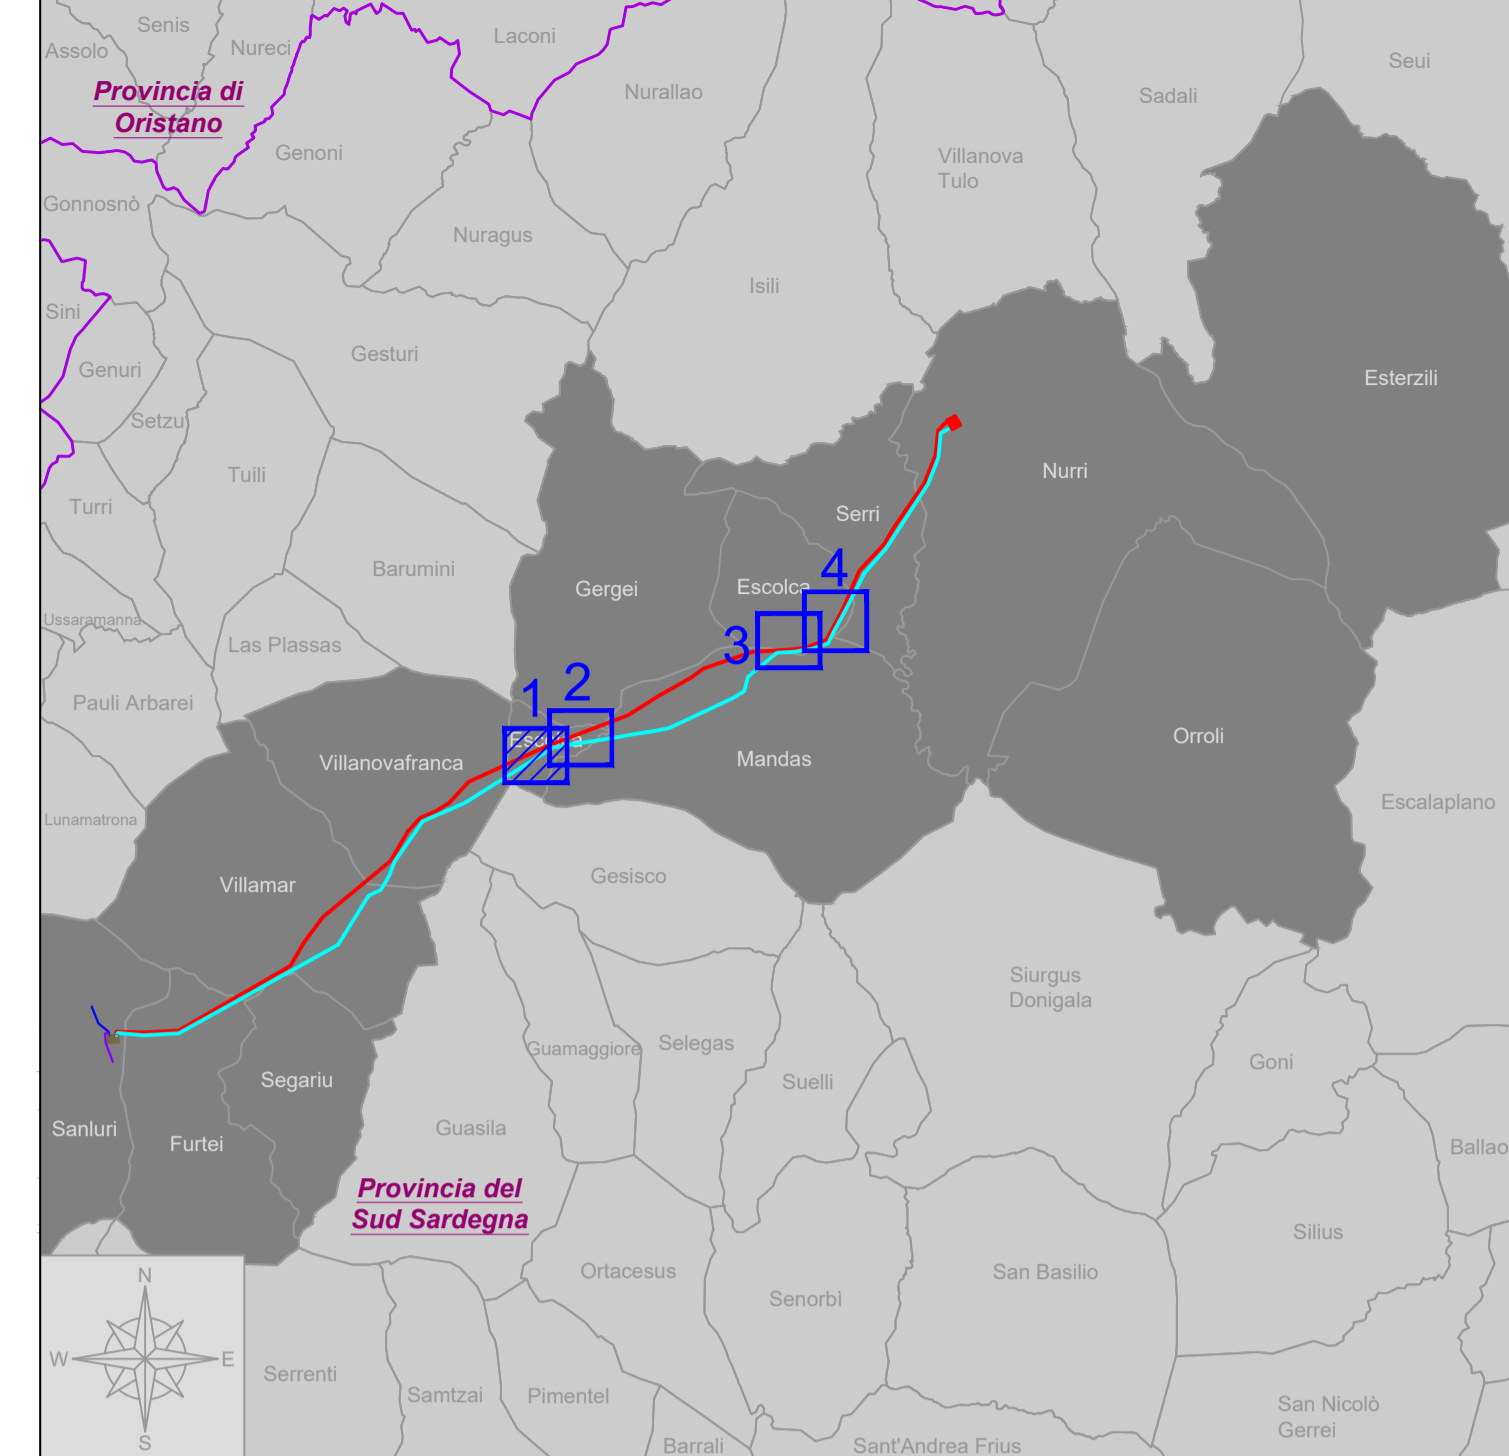 Senis
Assolo
Nureci
Laconi
Seui
Provincia di
Oristano
Nurallao
Sadali
Genoni
Villanova
Tulo
Gonnosnò
Nuragus
Isili
Sini
Gesturi
Genuri
Esterzili
Setzu
Tuili
Nurri
Turri
Serri
4
Barumini
Gergei
Escolca
Ussaramanna
Las Plassas
3
1
2
Pauli Arbarei
Escolca
Orroli
Villanovafranca
Mandas
Escalaplano
Lunamatrona
Villamar
Gesisco
Siurgus
Donigala
Guamaggiore
Selegas
Goni
Segariu
Suelli
Sanluri
Furtei
Guasila
Ballao
Provincia del
Sud Sardegna
Silius
Ortacesus
San Basilio
N
Senorbì
W
E
Serrenti
Samtzai
Pimentel
San Nicolò
Gerrei
S
Barrali
Sant'Andrea Frius